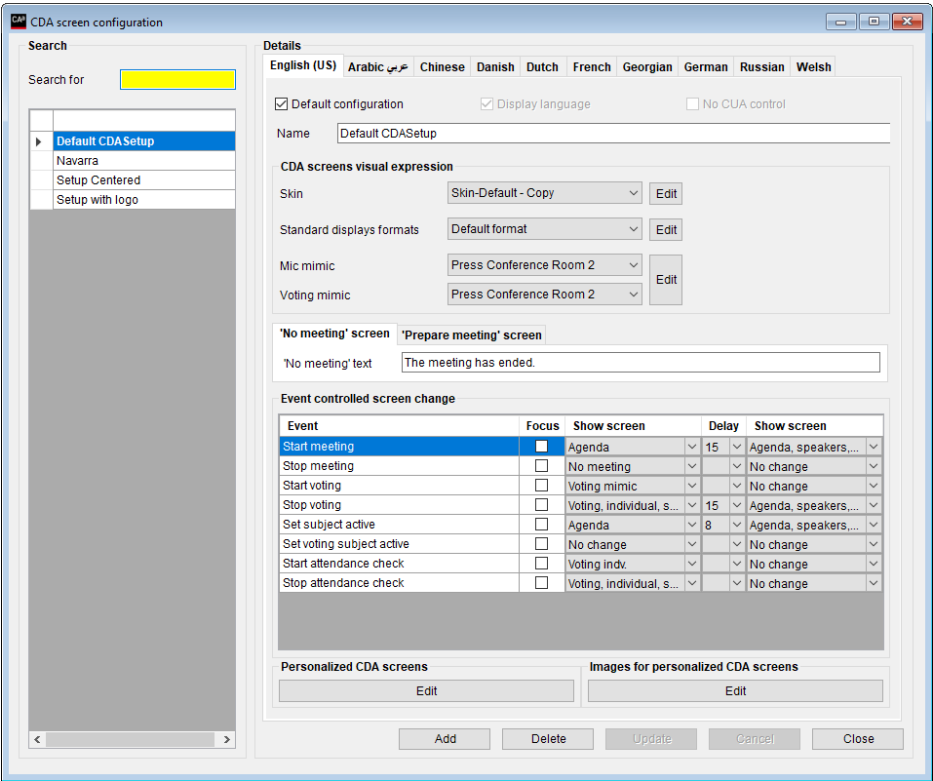 CDA screen configuration
Search
Search for
Default CDASetup
Navarra
Setup Centered
Setup with logo
Details
English (US) Arabic عربي Chinese Danish Dutch French Georgian German Russian Welsh
Default configuration Display language No CUA control
Name Default CDASetup
CDA screens visual expression
Skin Skin-Default - Copy Edit
Standard displays formats Default format Edit
Mic mimic Press Conference Room 2
Edit
Voting mimic Press Conference Room 2
'No meeting' screen 'Prepare meeting' screen
'No meeting' text The meeting has ended.
Event controlled screen change
Event Focus Show screen Delay Show screen
Start meeting Agenda 15 Agenda, speakers,...
Stop meeting No meeting No change
Start voting Voting mimic No change
Stop voting Voting, individual, s... 15 Agenda, speakers,...
Set subject active Agenda 8 Agenda, speakers,...
Set voting subject active No change No change
Start attendance check Voting indv. No change
Stop attendance check Voting, individual, s... No change
Personalized CDA screens Images for personalized CDA screens
Edit Edit
Add Delete Update Cancel Close